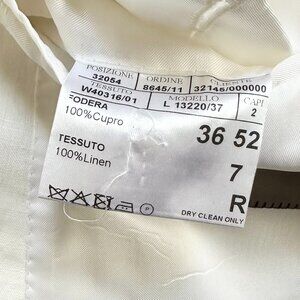 POSIZIONE ORDINE CLIENTE
32054 8645/11 32146/000000
TESSUTO MODELLO CAPI
W40316/01 L 13220/37 2
FODERA
100%Cupro
36 52
TESSUTO
100%Linen
7
R
P
DRY CLEAN ONLY